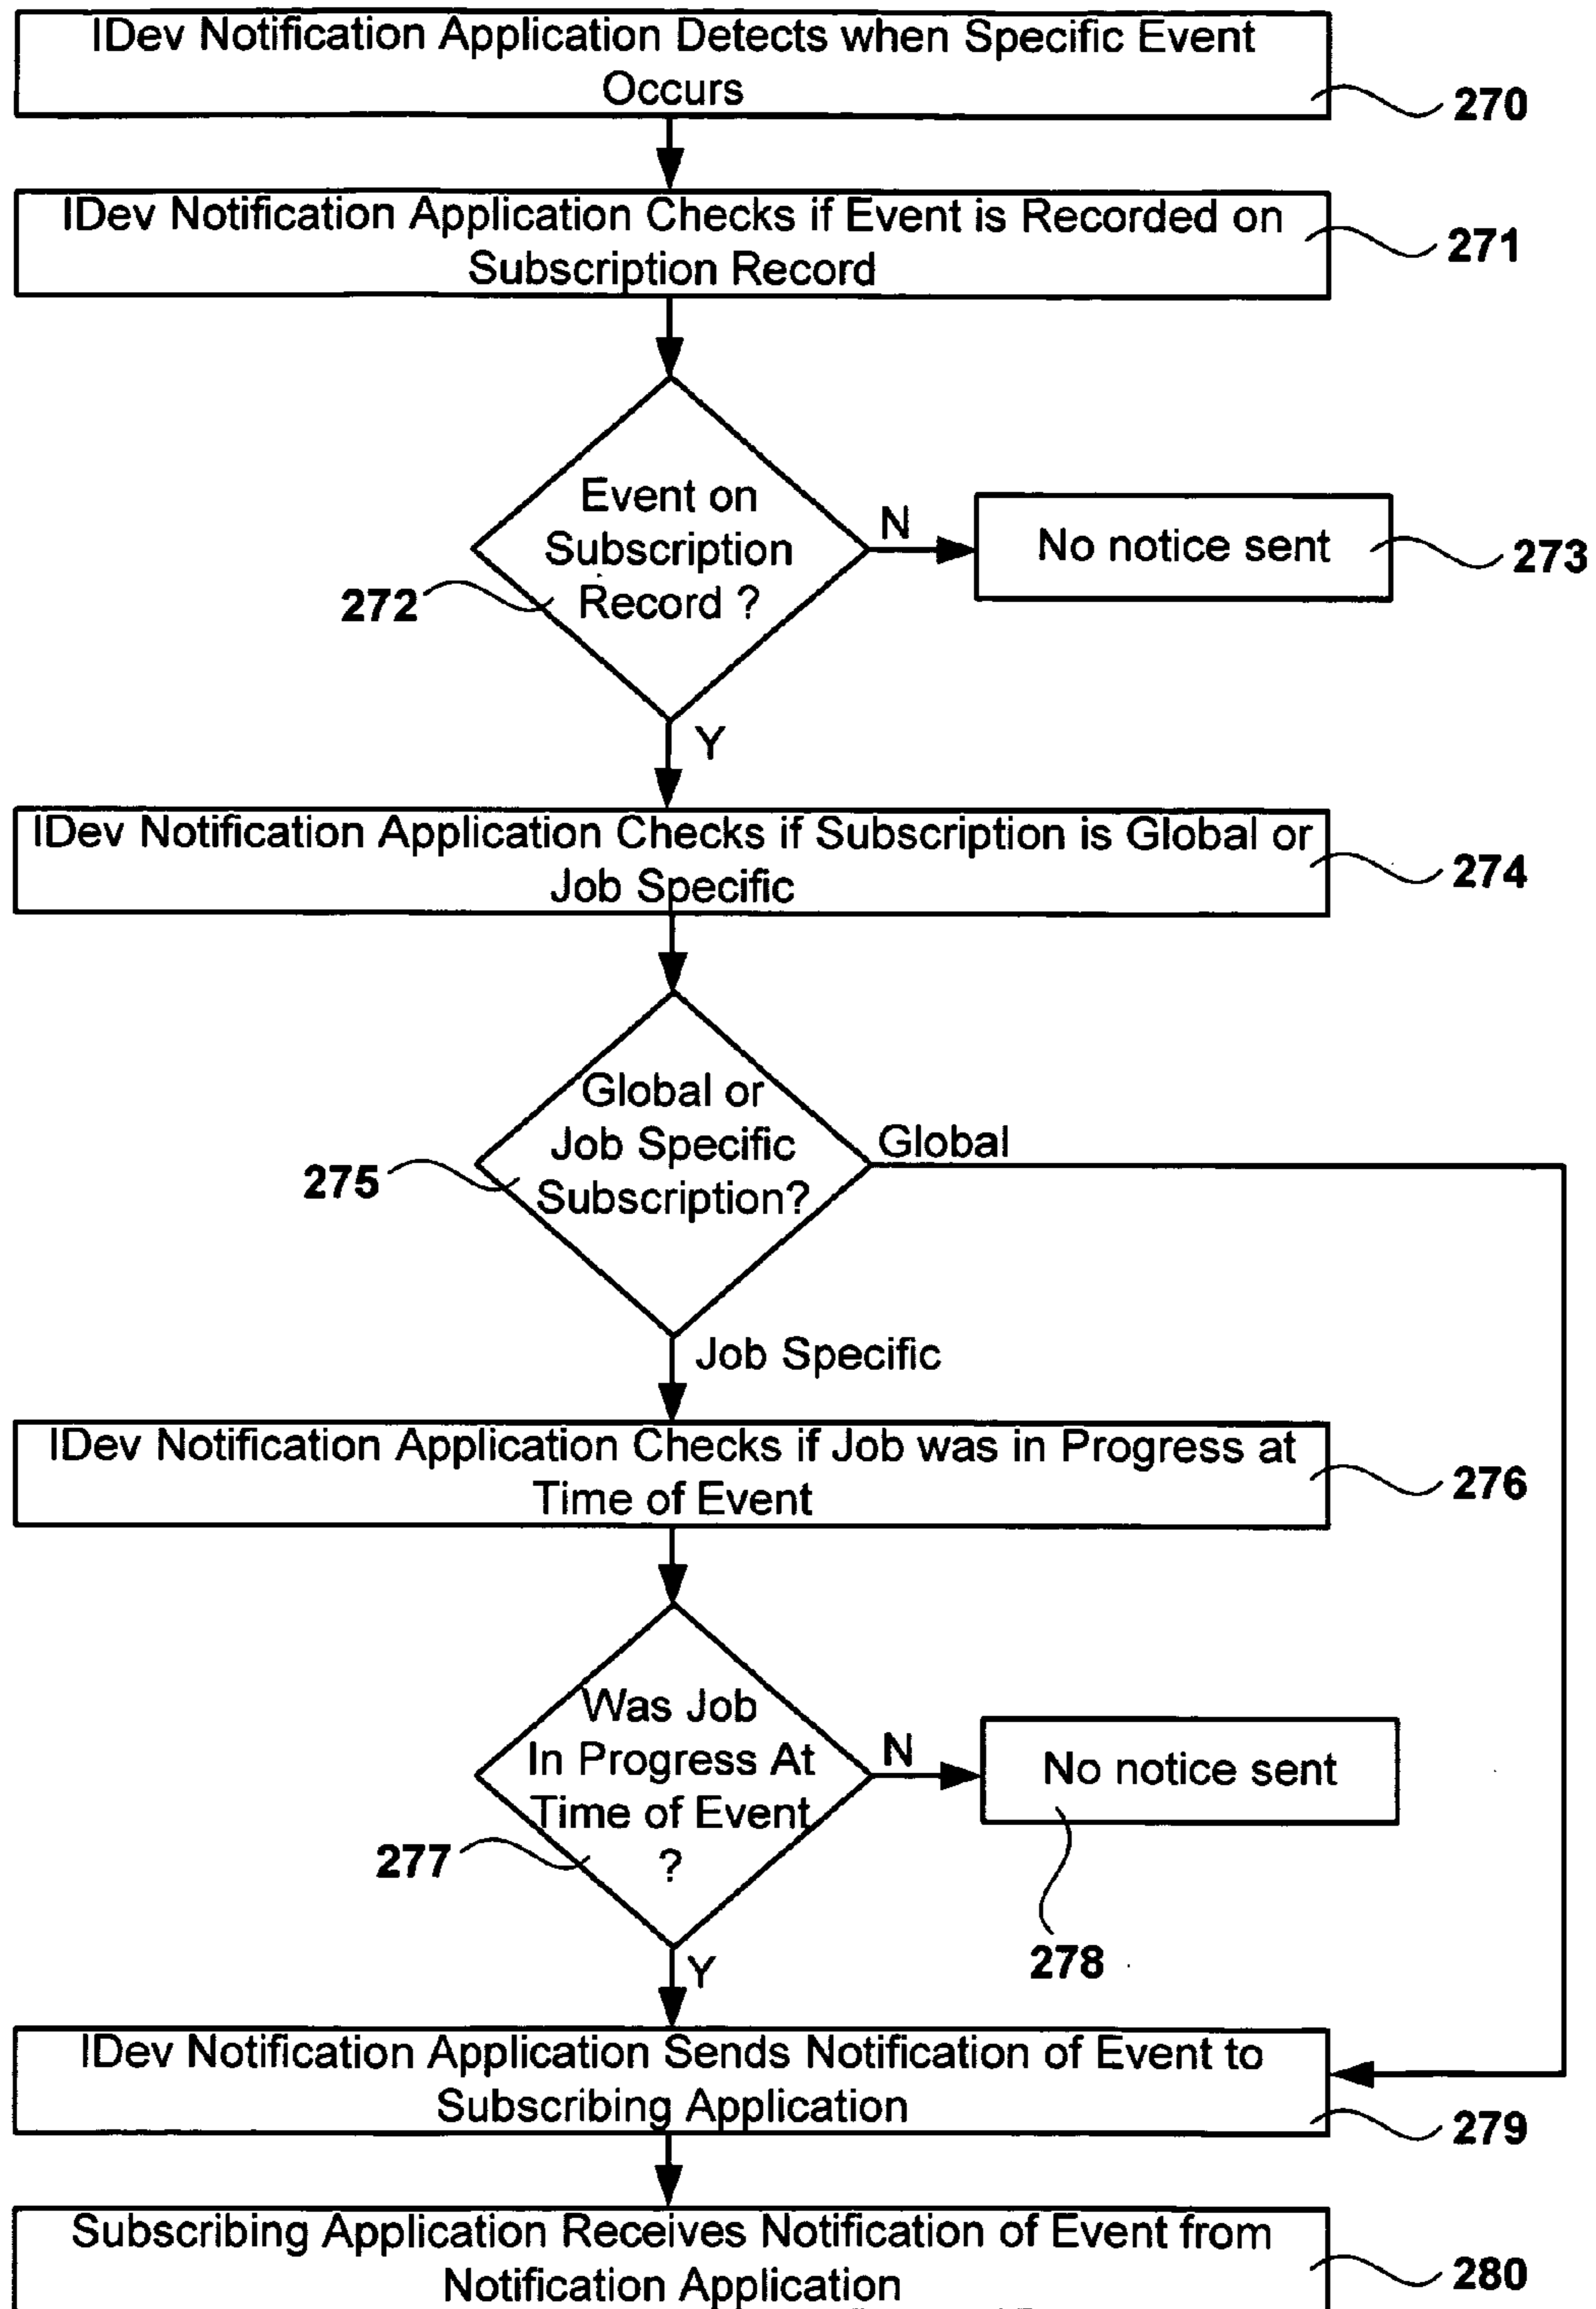 IDev Notification Application Detects when Specific Event
Occurs
270
IDev Notification Application Checks if Event is Recorded on
Subscription Record
271
Event on
Subscription
Record ?
272
N
No notice sent
273
Y
IDev Notification Application Checks if Subscription is Global or
Job Specific
274
Global or
Job Specific
Subscription?
275
Global
Job Specific
IDev Notification Application Checks if Job was in Progress at
Time of Event
276
Was Job
In Progress At
Time of Event
?
277
N
No notice sent
278
Y
IDev Notification Application Sends Notification of Event to
Subscribing Application
279
Subscribing Application Receives Notification of Event from
Notification Application
280